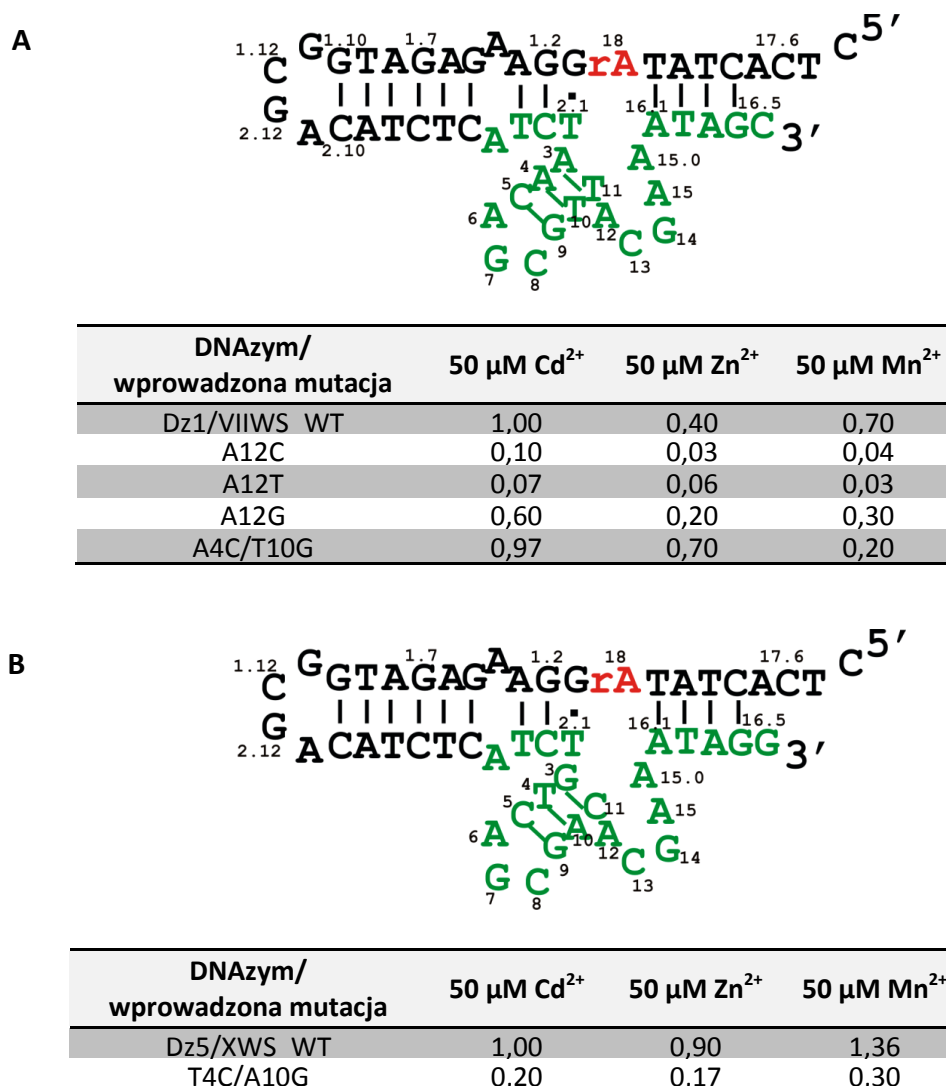 A
1.12 1.10 1.7 1.2 18 17.6 C 5′
C G GTAGAG A AGG rA TATCACT
G 2.1 16.1 16.5
2.12 ACATCTC A TCT ATAGC 3′
2.10 3 A A 15.0
4 A T 11 A 15
5 C T 10 A 12 G 14
6 A G 9 C 13
7 G C 8
DNAzym/ wprowadzona mutacja 50 µM Cd²⁺ 50 µM Zn²⁺ 50 µM Mn²⁺
Dz1/VIIWS_WT 1,00 0,40 0,70
A12C 0,10 0,03 0,04
A12T 0,07 0,06 0,03
A12G 0,60 0,20 0,30
A4C/T10G 0,97 0,70 0,20
B
1.12 1.7 1.2 18 17.6 C 5′
C G GTAGAG A AGG rA TATCACT
G 2.1 16.1 16.5
2.12 ACATCTC A TCT ATAGG 3′
3 G A 15.0
4 T C 11 A 15
5 C A 10 A 12 G 14
6 A G 9 C 13
7 G C 8
DNAzym/ wprowadzona mutacja 50 µM Cd²⁺ 50 µM Zn²⁺ 50 µM Mn²⁺
Dz5/XWS_WT 1,00 0,90 1,36
T4C/A10G 0,20 0,17 0,30